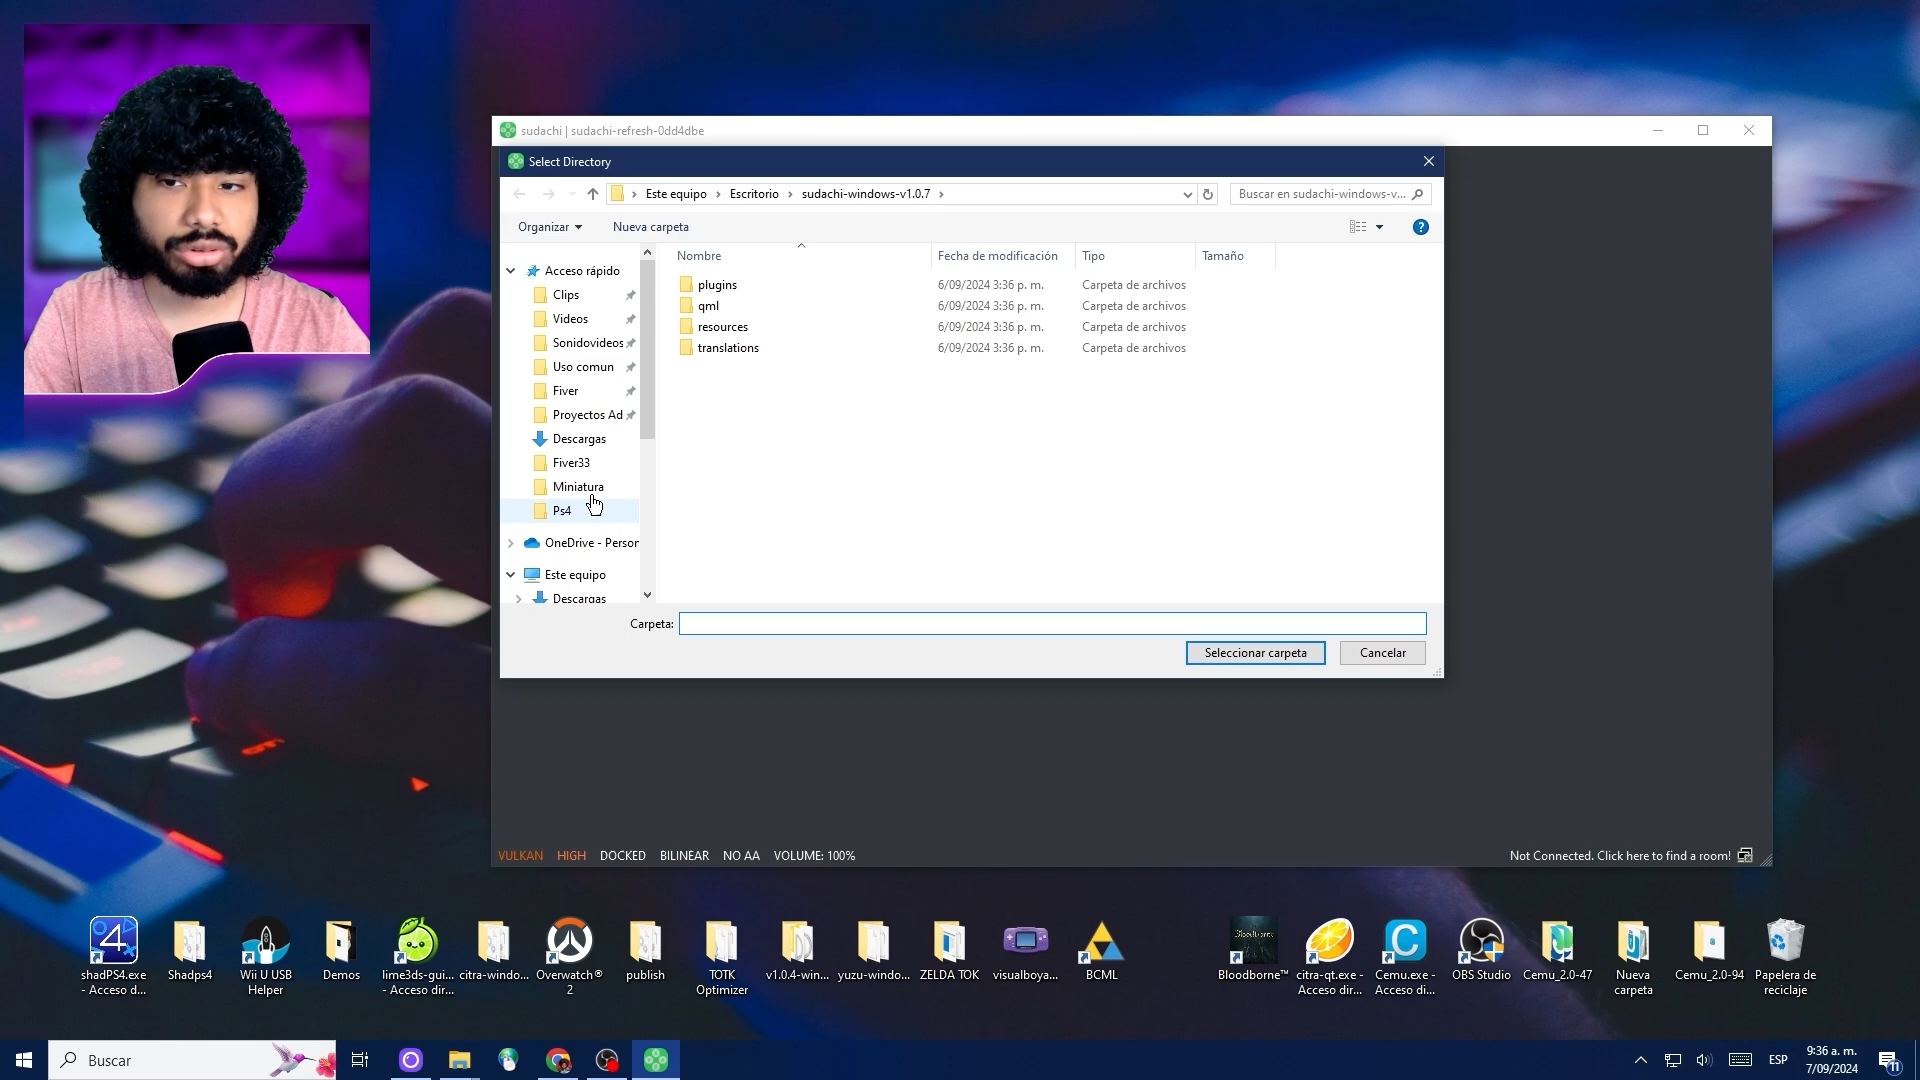 sudachi | sudachi-refresh-0dd4dbe
Select Directory
Este equipo
Escritorio
sudachi-windows-v1.0.7
Buscar en sudachi-windows-v...
Organizar
Nueva carpeta
Nombre
Fecha de modificación
Tipo
Tamaño
Acceso rápido
Clips
Videos
Sonidovideos
Uso comun
Fiver
Proyectos Ad
Descargas
Fiver33
Miniatura
Ps4
OneDrive - Person
Este equipo
Descargas
plugins 6/09/2024 3:36 p. m. Carpeta de archivos
qml 6/09/2024 3:36 p. m. Carpeta de archivos
resources 6/09/2024 3:36 p. m. Carpeta de archivos
translations 6/09/2024 3:36 p. m. Carpeta de archivos
Carpeta:
Seleccionar carpeta
Cancelar
VULKAN HIGH DOCKED BILINEAR NO AA VOLUME: 100%
Not Connected. Click here to find a room!
shadPS4.exe
- Acceso d...
Shadps4
Wii U USB
Helper
Demos
lime3ds-gui...
- Acceso dir...
citra-windo...
Overwatch®
2
publish
TOTK
Optimizer
v1.0.4-win...
yuzu-windo...
ZELDA TOK
visualboya...
BCML
Bloodborne™
citra-qt.exe -
Acceso di...
Cemu.exe -
Acceso di...
OBS Studio
Cemu_2.0-47
Nueva
carpeta
Cemu_2.0-94
Papelera de
reciclaje
Buscar
ESP
9:36 a. m.
7/09/2024
11